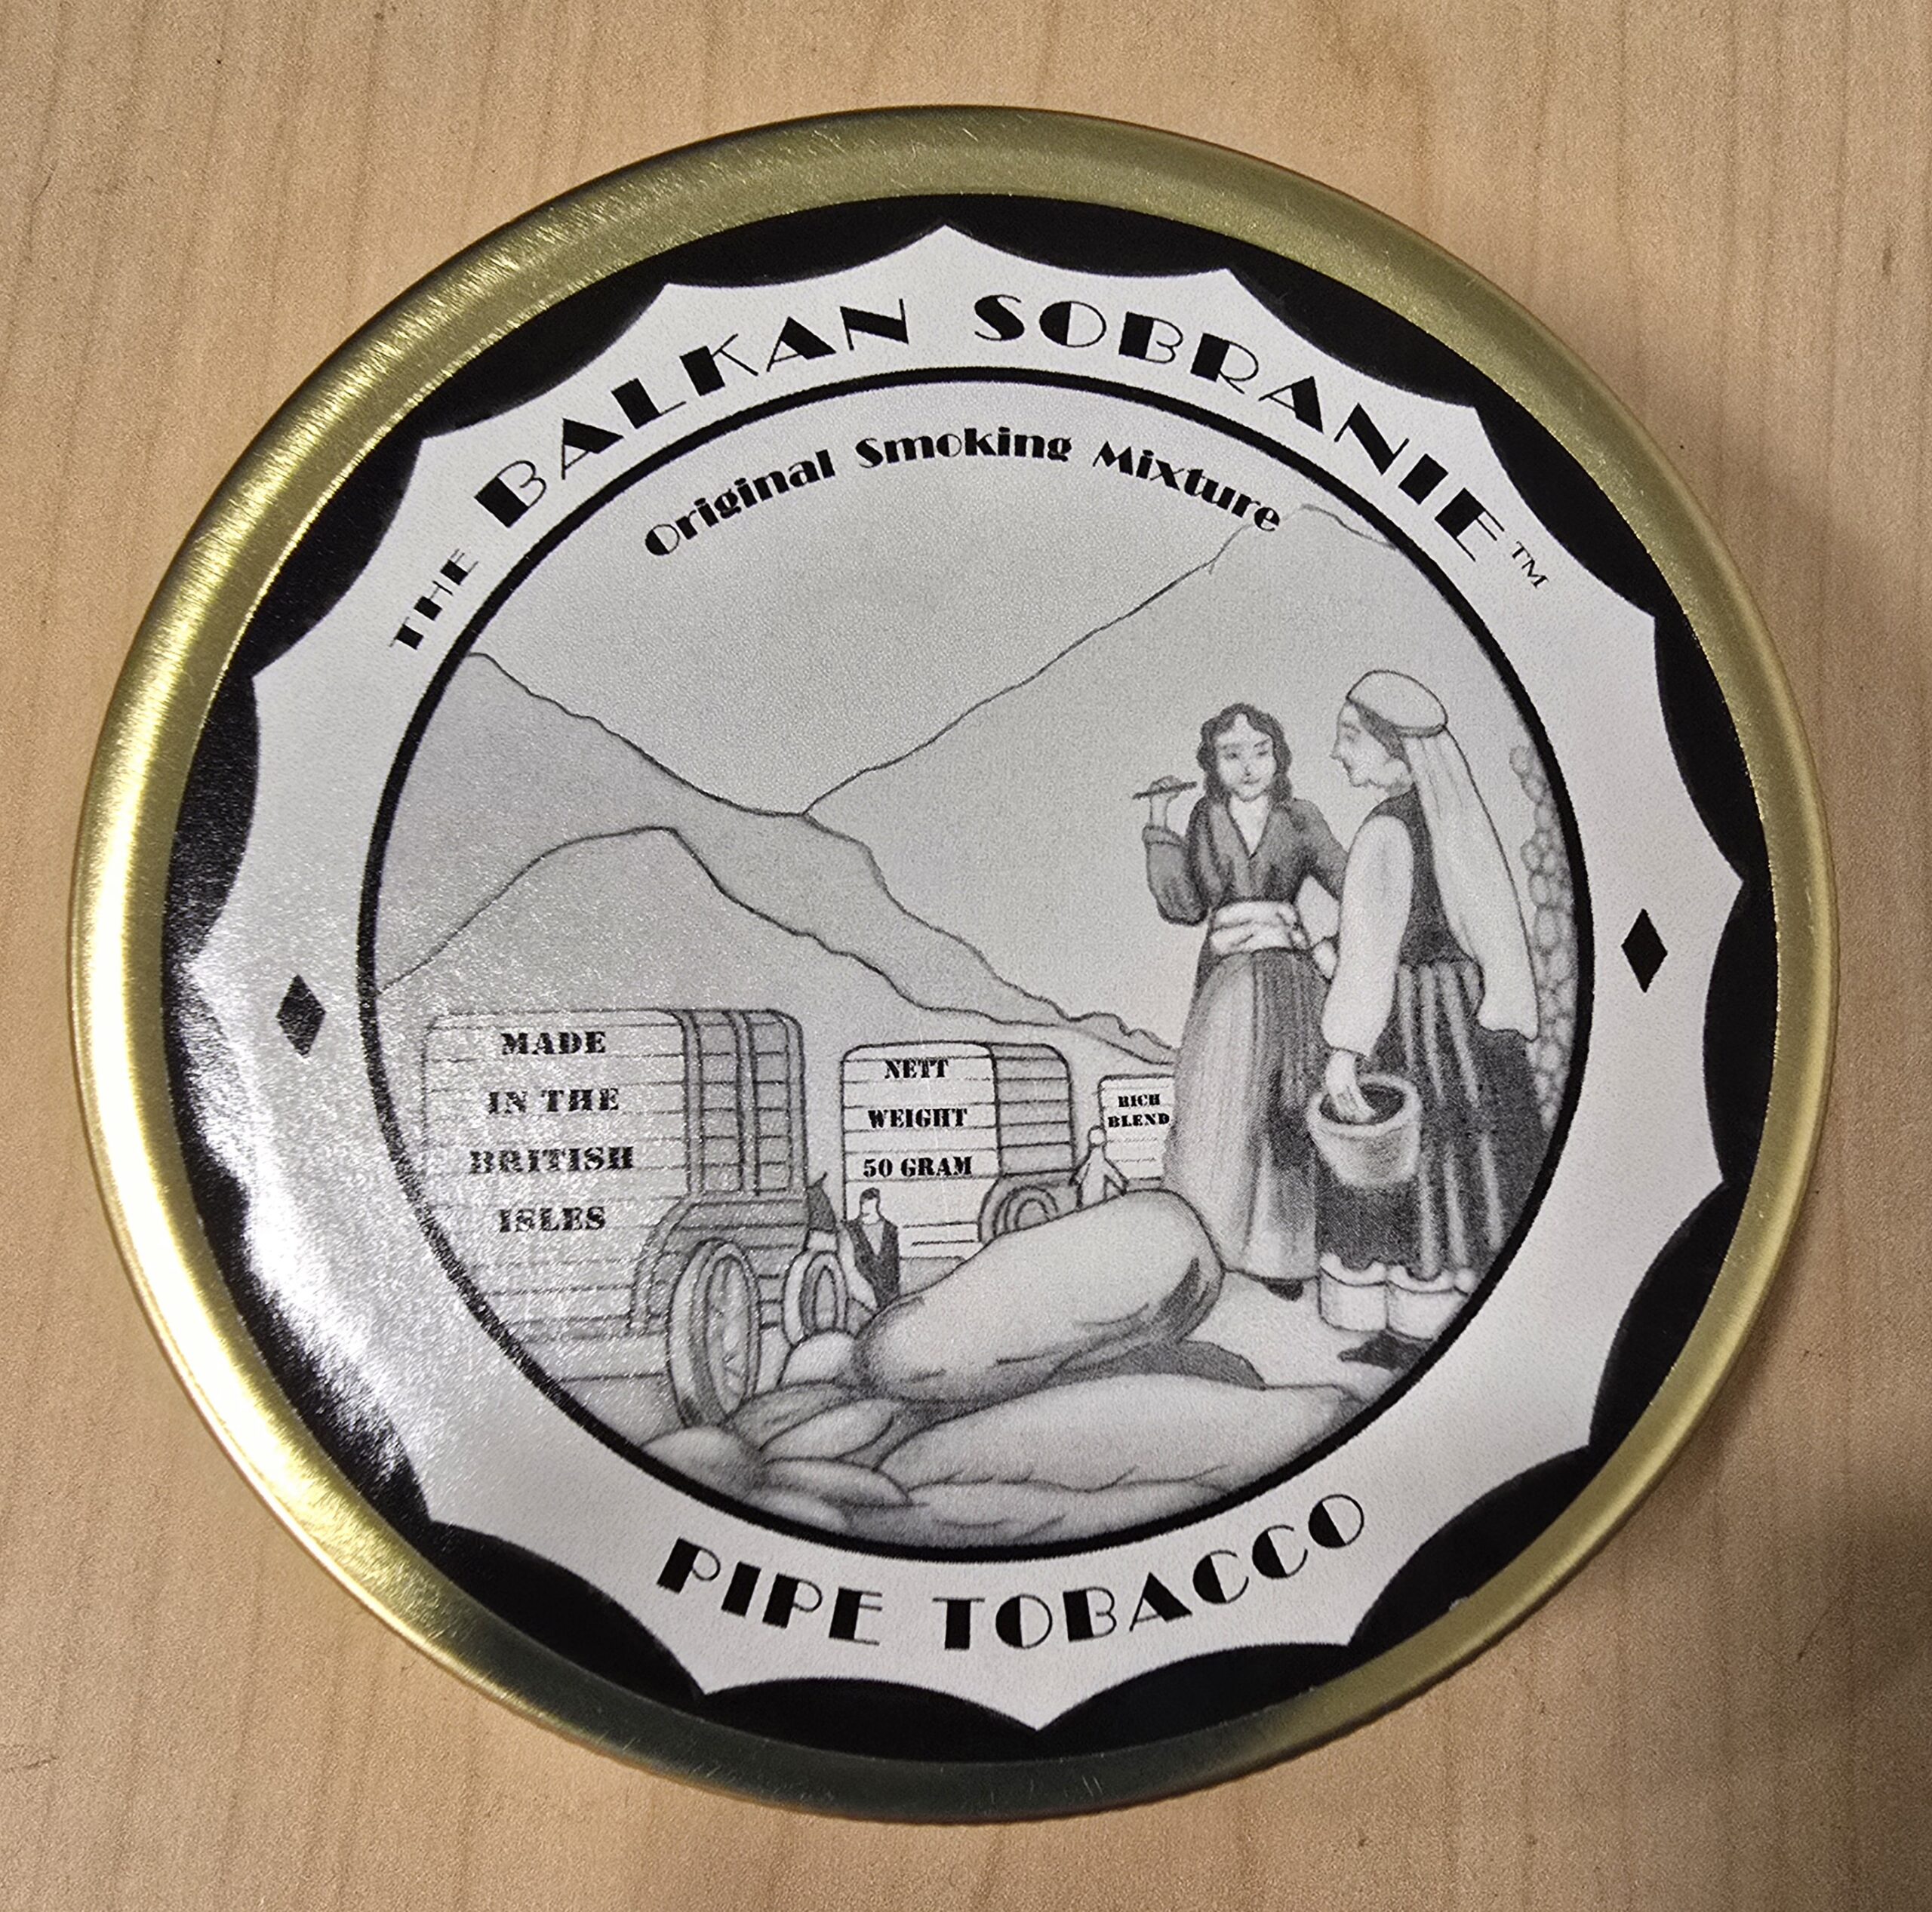 THE BALKAN SOBRANIE™
Original Smoking Mixture
MADE
IN THE
BRITISH
ISLES
NETT
WEIGHT
50 GRAM
RICH
BLEND
PIPE TOBACCO